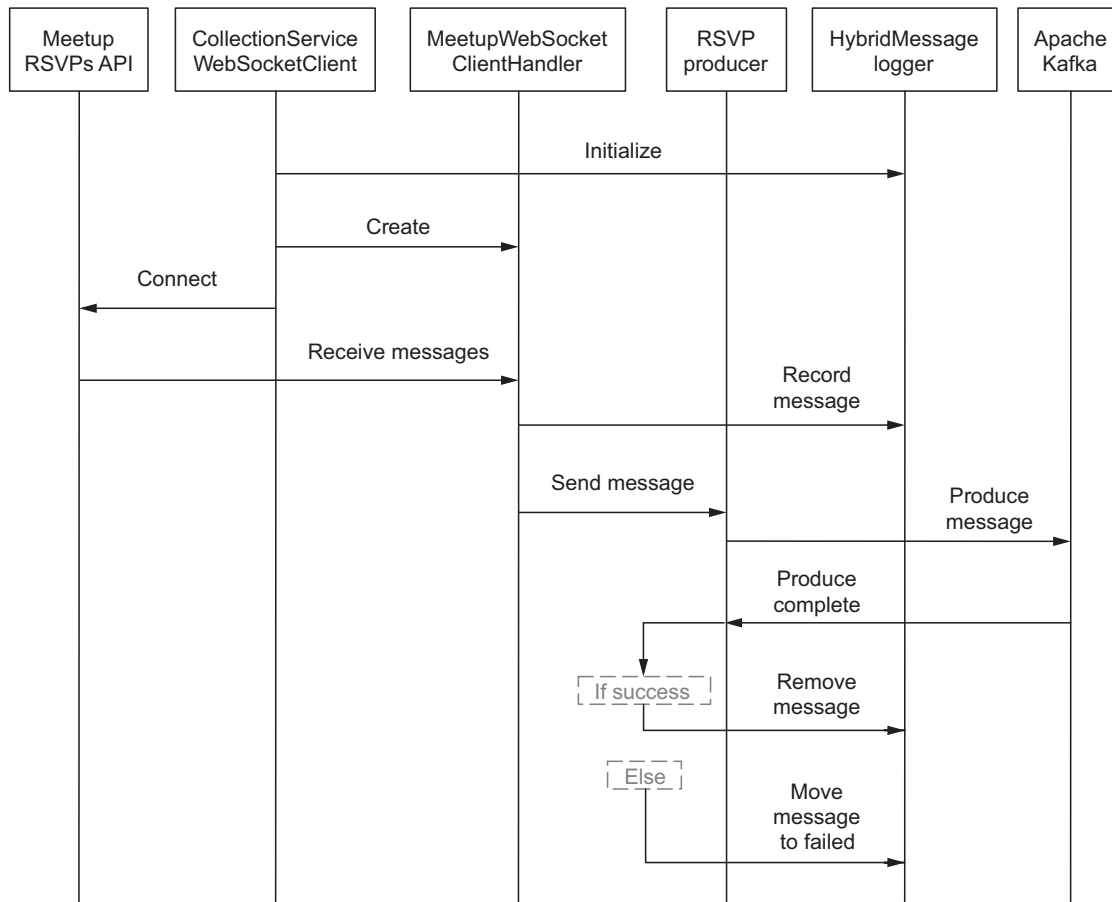 Meetup
RSVPs API
CollectionService
WebSocketClient
MeetupWebSocket
ClientHandler
RSVP
producer
HybridMessage
logger
Apache
Kafka
Initialize
Create
Connect
Receive messages
Record
message
Send message
Produce
message
Produce
complete
If success
Remove
message
Else
Move
message
to failed